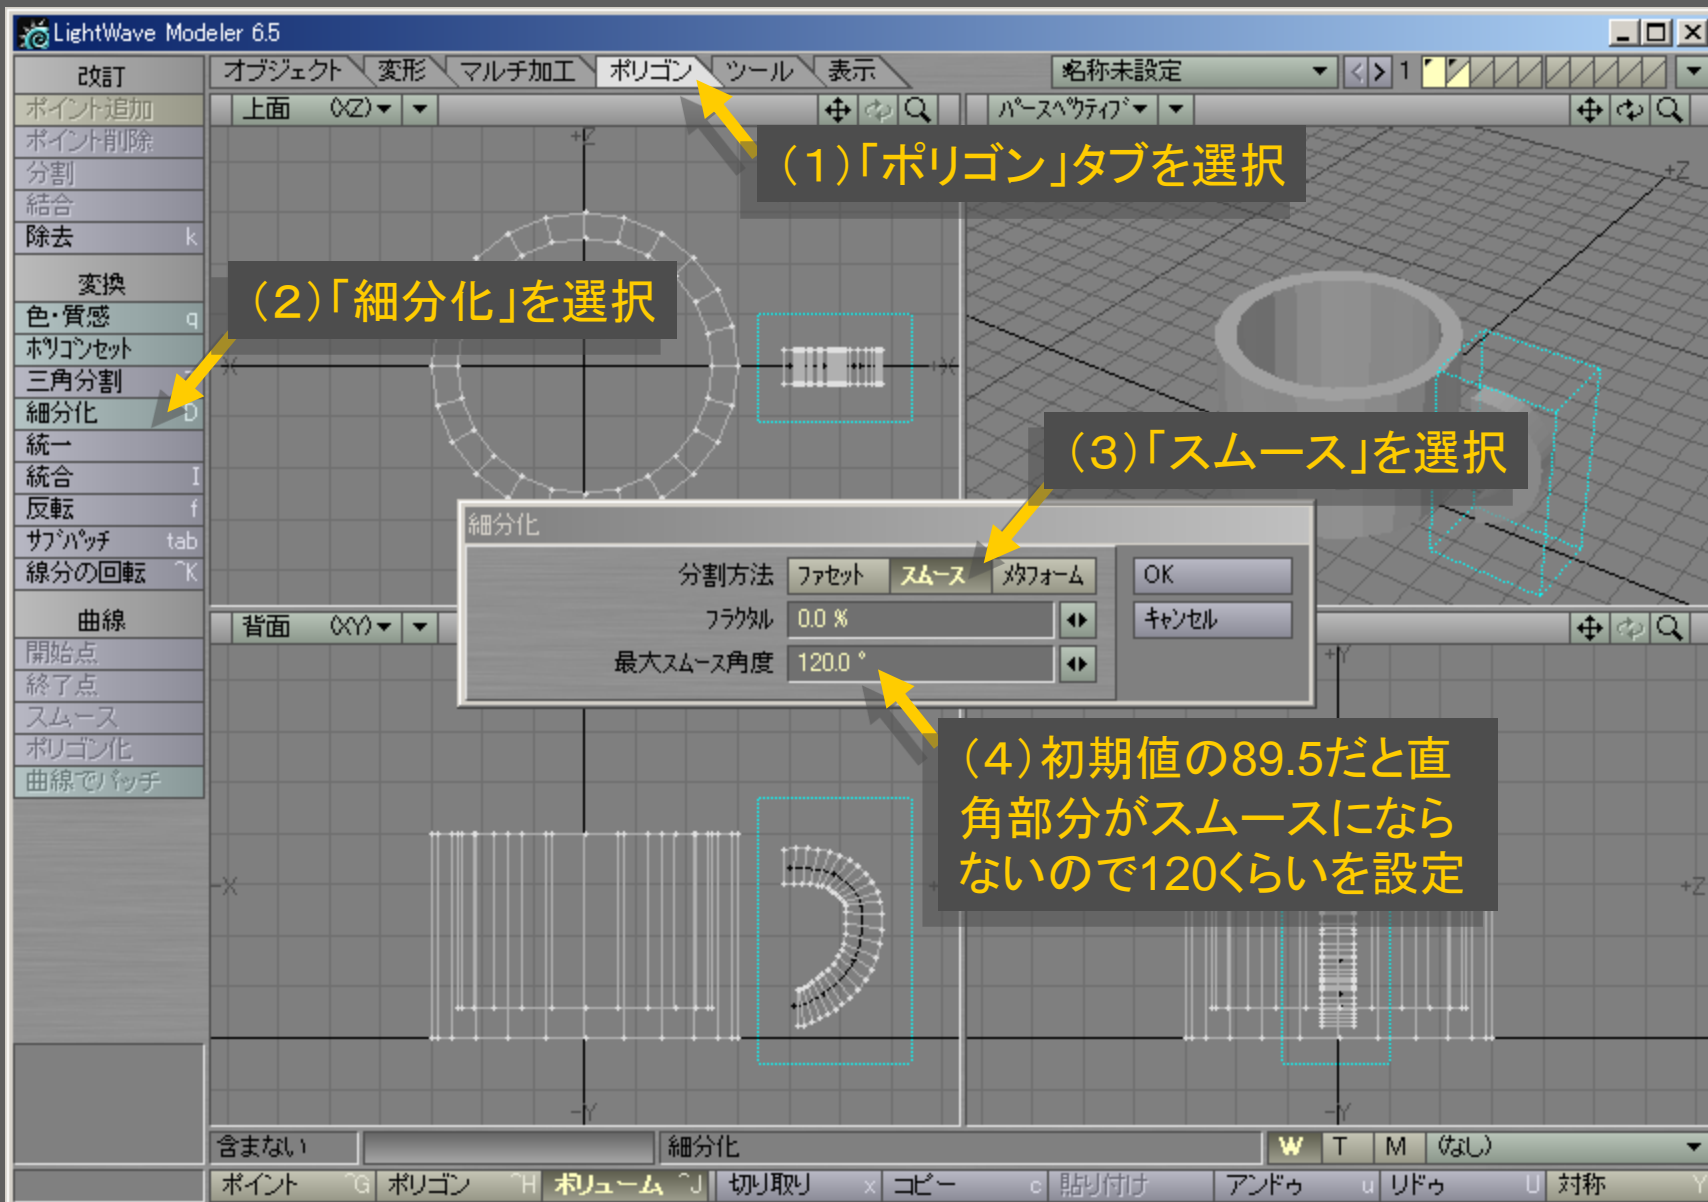 LightWave Modeler 6.5
改訂
オブジェクト 変形 マルチ加工 ポリゴン ツール 表示
名称未設定
1
ポイント追加
ポイント削除
分割
結合
除去 k
変換
色・質感 q
ポリゴンセット
三角分割
細分化 D
統一
統合 I
反転 f
サブパッチ tab
線分の回転 ^K
曲線
開始点
終了点
スムース
ポリゴン化
曲線でパッチ
上面 (XZ)
パースペクティブ
+Z
+Z
(1)「ポリゴン」タブを選択
(2)「細分化」を選択
-X
+X
(3)「スムース」を選択
細分化
分割方法 ファセット スムース メタフォーム
OK
フラクタル 0.0 %
キャンセル
最大スムース角度 120.0 °
背面 (XY)
+Y
(4)初期値の89.5だと直
角部分がスムースになら
ないので120くらいを設定
-X
+Z
-Y
-Y
含まない
細分化
W T M (なし)
ポイント ^G ポリゴン ^H ボリューム ^J 切り取り x コピー c 貼り付け アンドゥ u リドゥ U 対称 Y